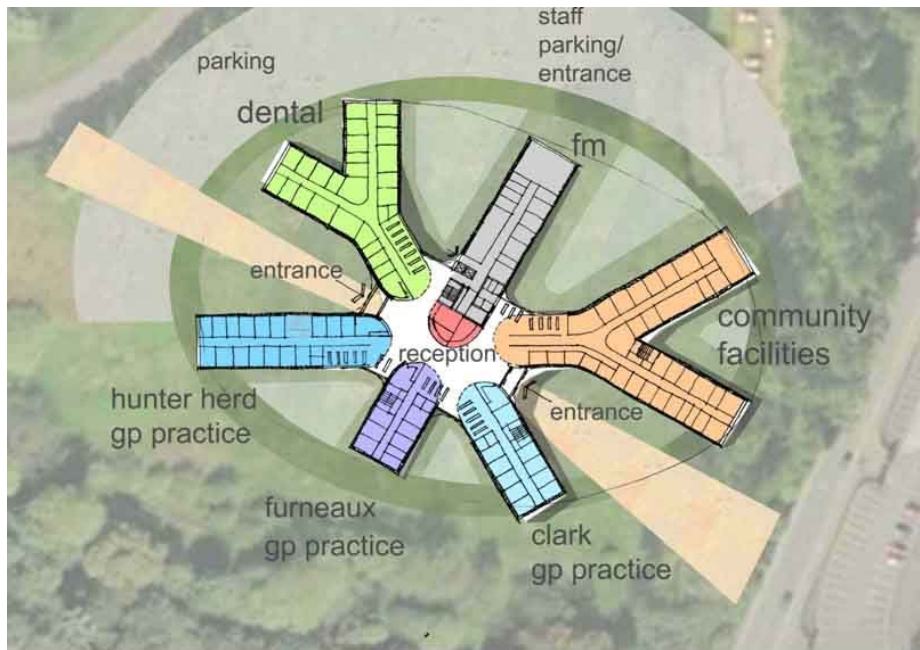 staff
parking/
entrance
parking
dental
fm
entrance
community
facilities
reception
hunter herd
gp practice
entrance
furneaux
gp practice
clark
gp practice